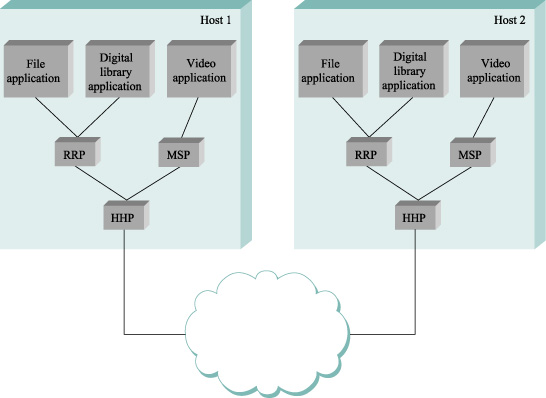 Host 1
File
application
Digital
library
application
Video
application
RRP
MSP
HHP
Host 2
File
application
Digital
library
application
Video
application
RRP
MSP
HHP